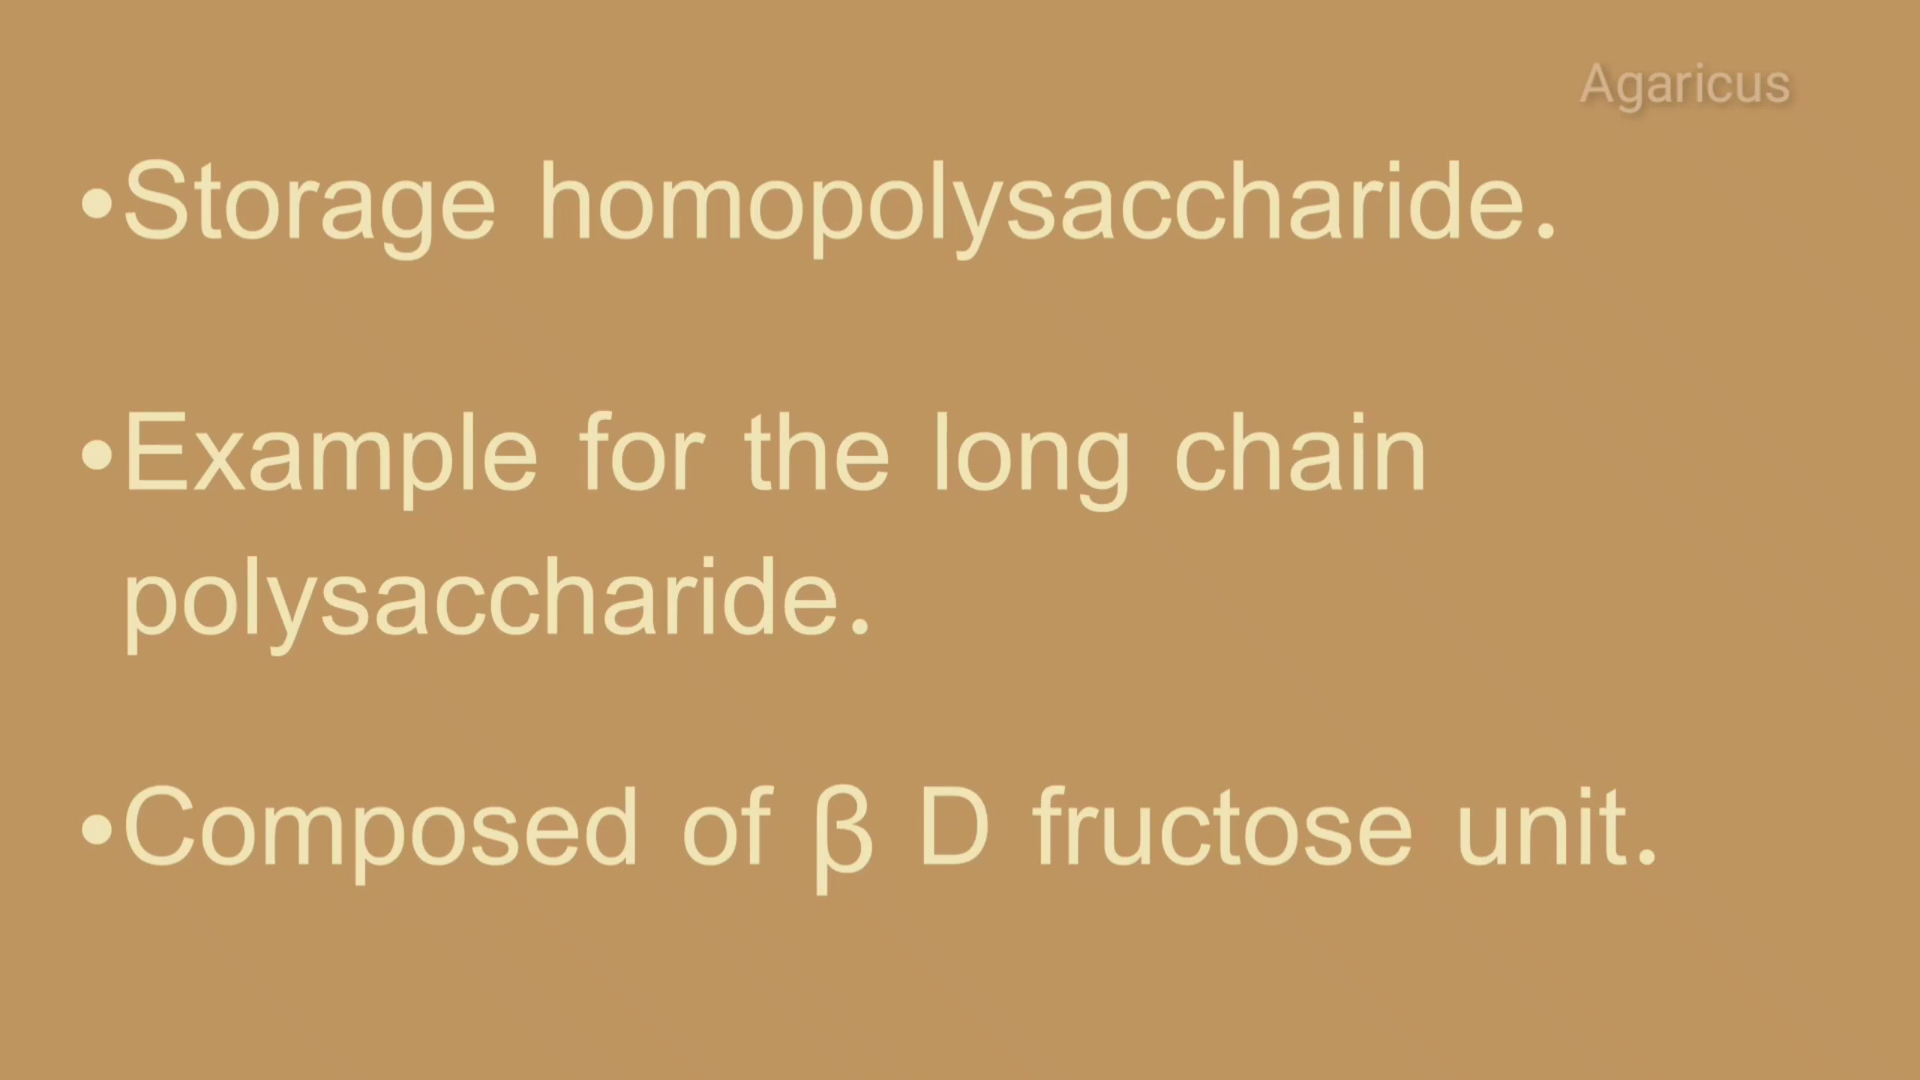 Agaricus
•Storage homopolysaccharide.
•Example for the long chain
polysaccharide.
•Composed of β D fructose unit.